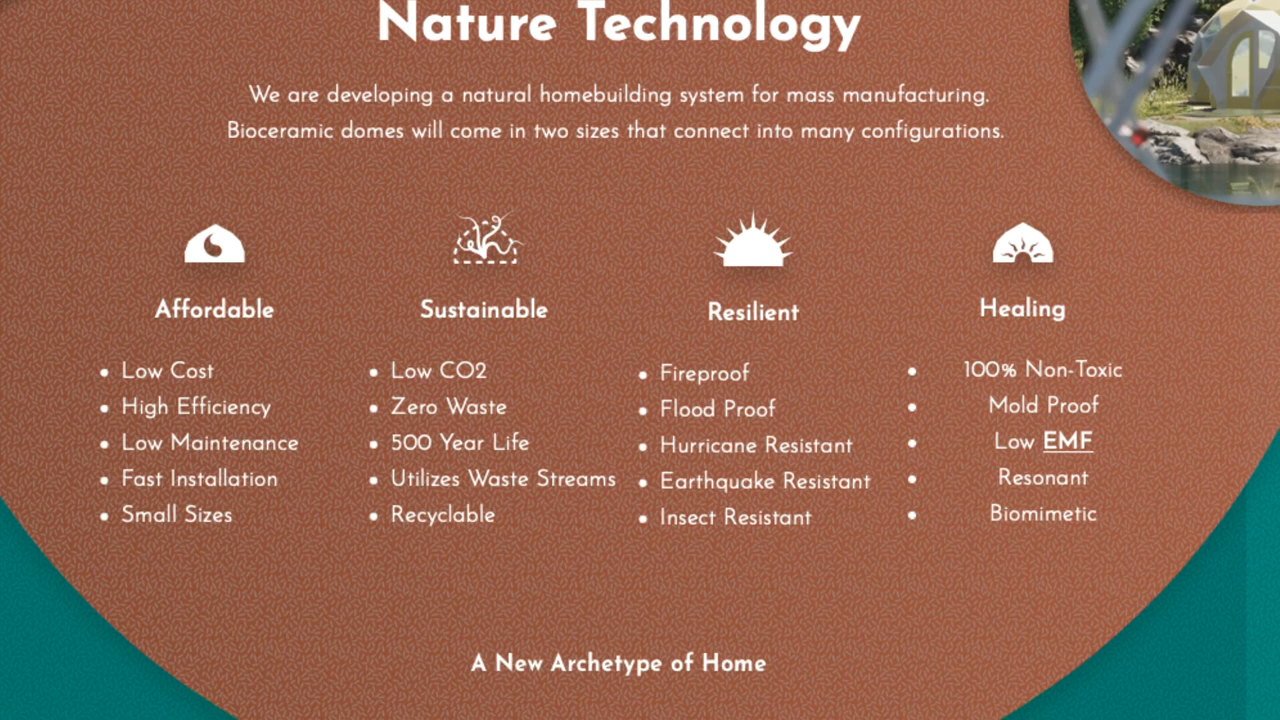 Nature Technology
We are developing a natural homebuilding system for mass manufacturing.
Bioceramic domes will come in two sizes that connect into many configurations.
Affordable
Low Cost
High Efficiency
Low Maintenance
Fast Installation
Small Sizes
Sustainable
Low CO2
Zero Waste
500 Year Life
Utilizes Waste Streams
Recyclable
Resilient
Fireproof
Flood Proof
Hurricane Resistant
Earthquake Resistant
Insect Resistant
Healing
100% Non-Toxic
Mold Proof
Low EMF
Resonant
Biomimetic
A New Archetype of Home